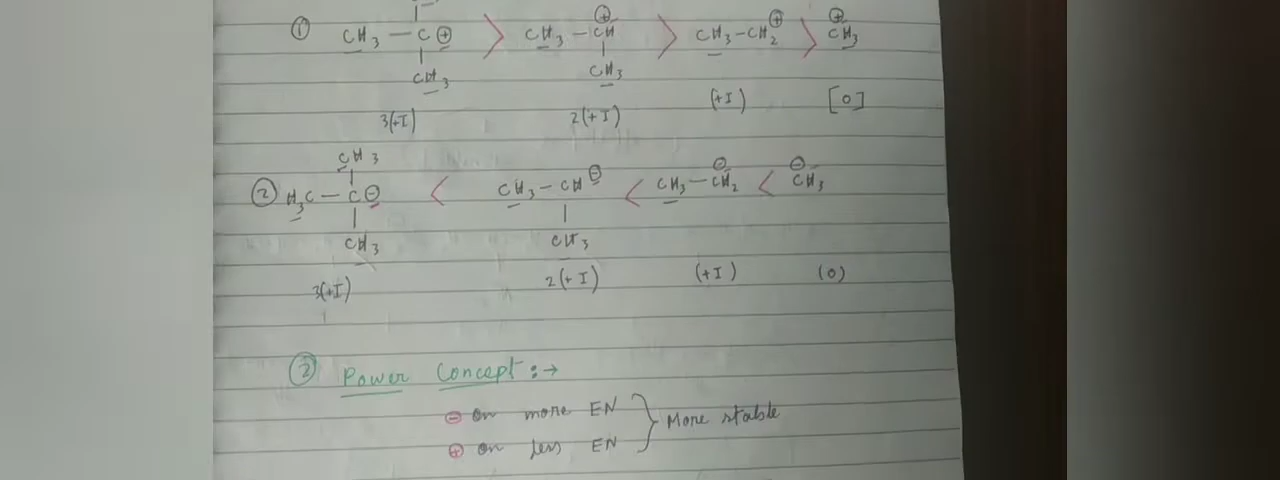 ① CH3 — C ⊕ > CH3 — CH ⊕ > CH3-CH2 ⊕ > CH3 ⊕
CH3 CH3
3(+I) 2(+I) (+I) [0]
CH3
② H3C — C ⊖ < CH3 — CH ⊖ < CH3 — CH2 ⊖ < CH3 ⊖
CH3 CH3
3(+I) 2(+I) (+I) (0)
② Power Concept :→
⊖ on more EN
⊕ on less EN } More stable